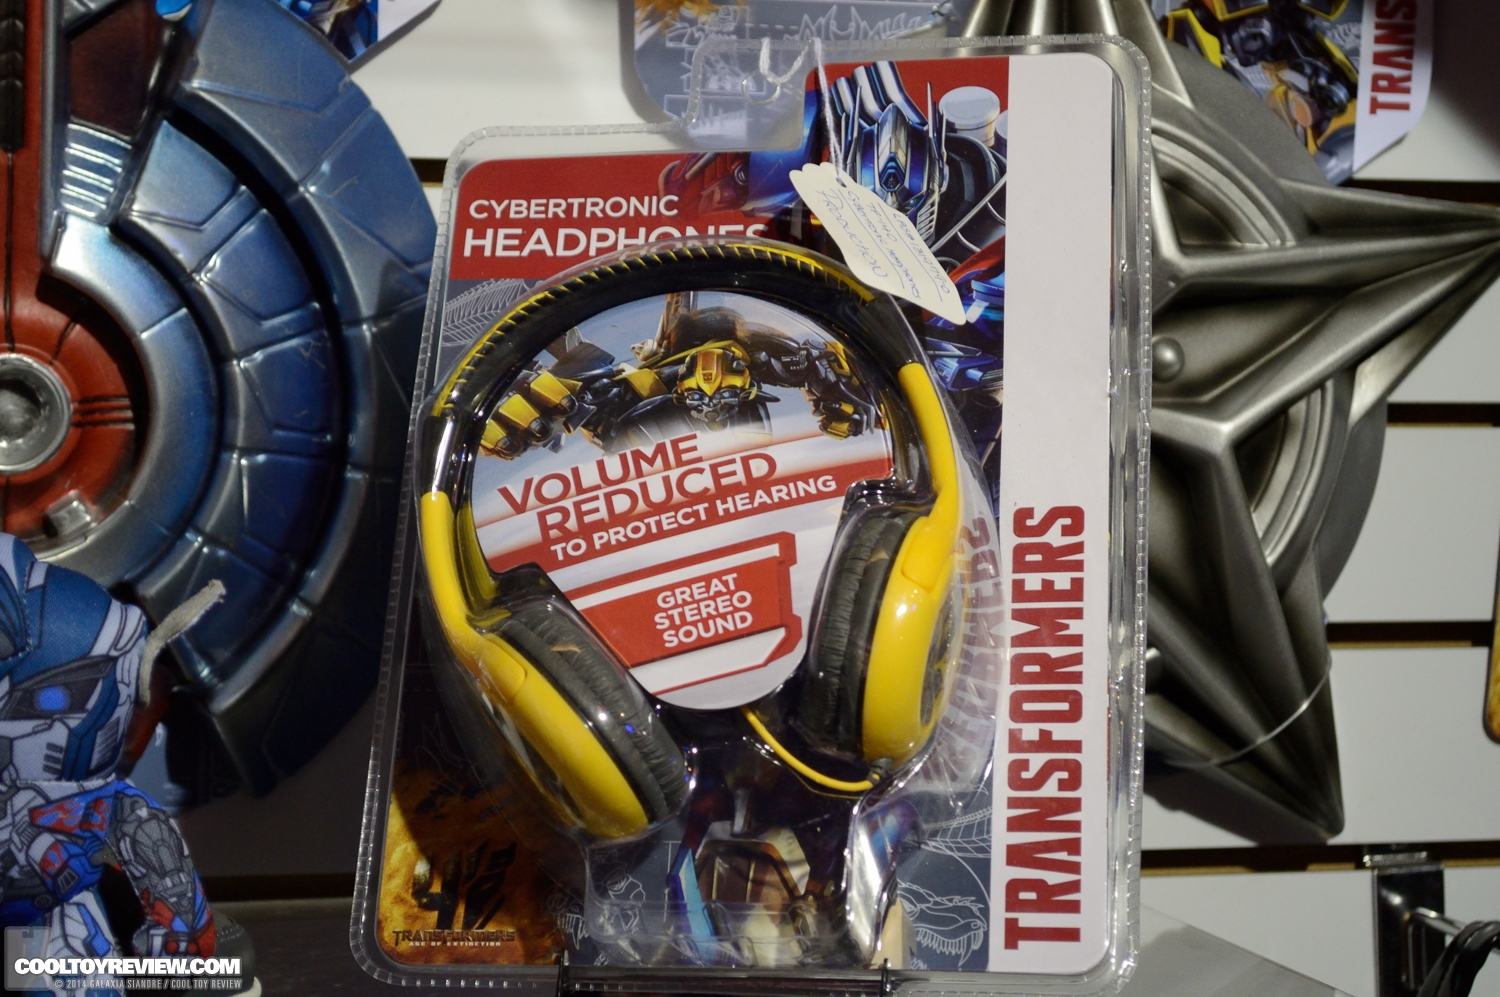 CYBERTRONIC
HEADPHONES
VOLUME
REDUCED
TO PROTECT HEARING
GREAT
STEREO
SOUND
TRANSFORMERS
TRANS
PRODUCTION
TRANSFORMERS
AGE OF EXTINCTION
COOLTOYREVIEW.COM
© 2014 GALAXIA SIANDRE / COOL TOY REVIEW